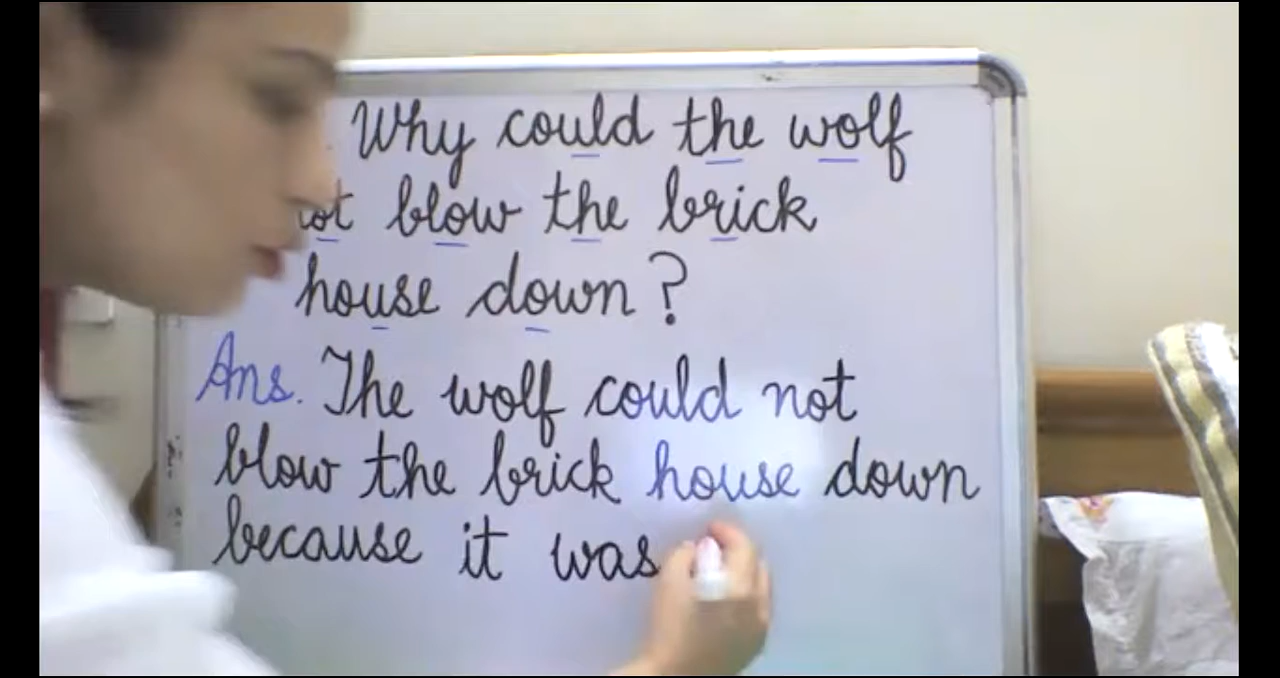 Why could the wolf
not blow the brick
house down?
Ans. The wolf could not
blow the brick house down
because it was